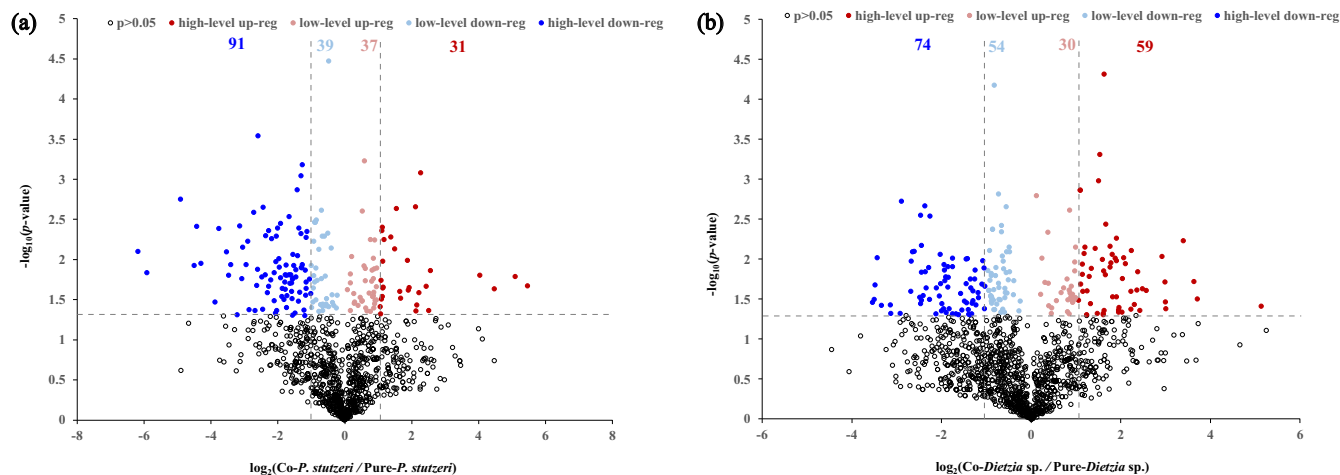 (a)
p>0.05 high-level up-reg low-level up-reg low-level down-reg high-level down-reg
91 39 37 31
5
4.5
4
3.5
3
2.5
2
1.5
1
0.5
0
-log₁₀(p-value)
-8 -6 -4 -2 0 2 4 6 8
log₂(Co-P. stutzeri / Pure-P. stutzeri)
(b)
p>0.05 high-level up-reg low-level up-reg low-level down-reg high-level down-reg
74 54 30 59
5
4.5
4
3.5
3
2.5
2
1.5
1
0.5
0
-log₁₀(p-value)
-6 -4 -2 0 2 4 6
log₂(Co-Dietzia sp. / Pure-Dietzia sp.)